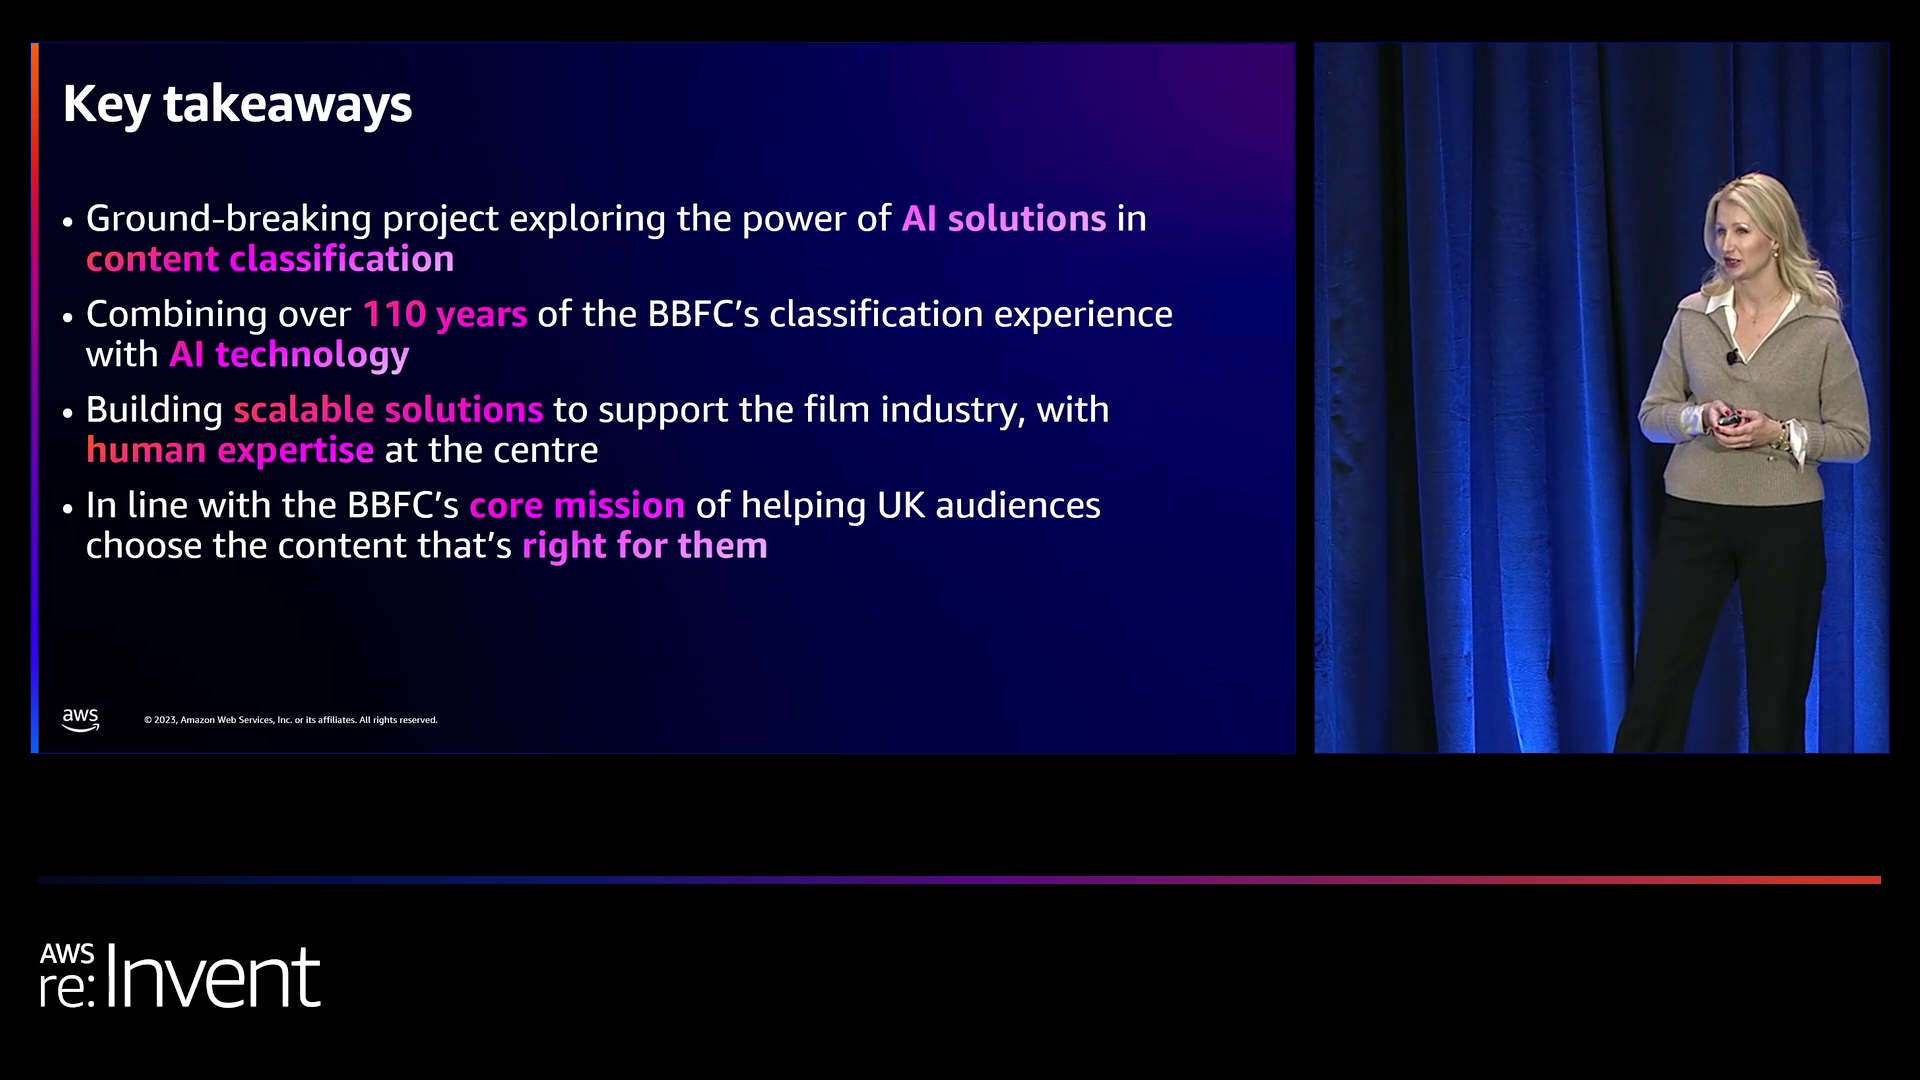 Key takeaways
• Ground-breaking project exploring the power of AI solutions in
content classification
• Combining over 110 years of the BBFC’s classification experience
with AI technology
• Building scalable solutions to support the film industry, with
human expertise at the centre
• In line with the BBFC’s core mission of helping UK audiences
choose the content that’s right for them
aws
© 2023, Amazon Web Services, Inc. or its affiliates. All rights reserved.
AWS
re:Invent